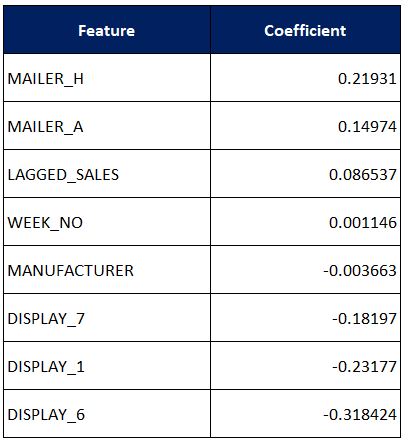 Feature Coefficient
MAILER_H 0.21931
MAILER_A 0.14974
LAGGED_SALES 0.086537
WEEK_NO 0.001146
MANUFACTURER -0.003663
DISPLAY_7 -0.18197
DISPLAY_1 -0.23177
DISPLAY_6 -0.318424